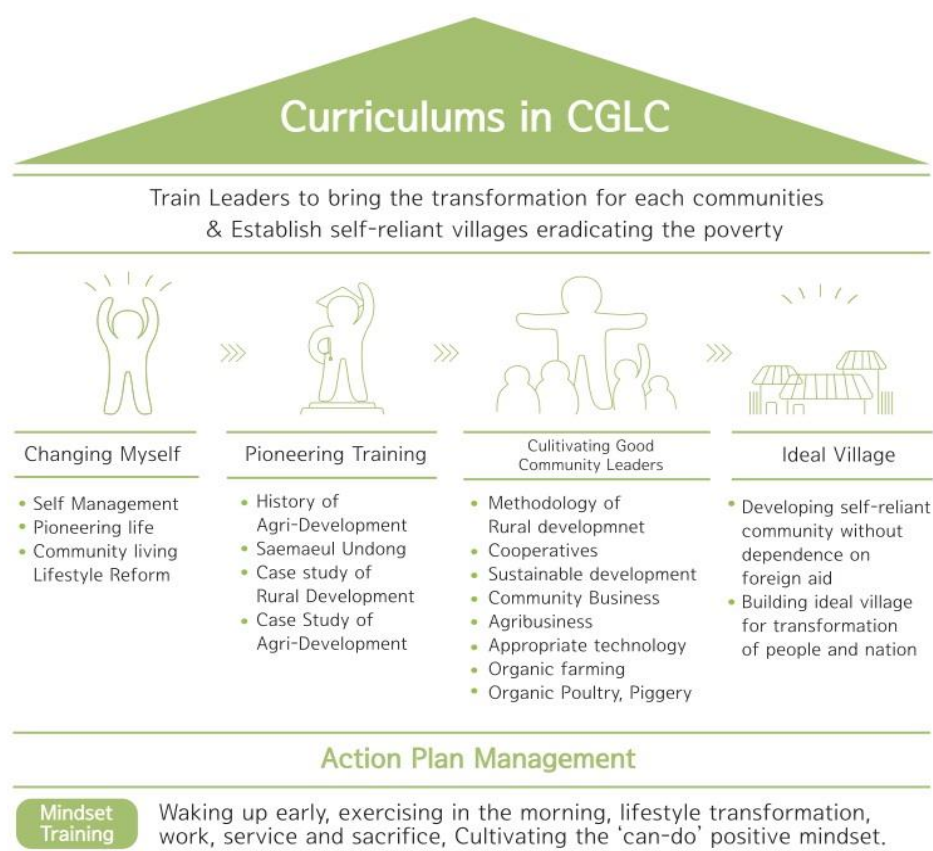 Curriculums in CGLC
Train Leaders to bring the transformation for each communities
& Establish self-reliant villages eradicating the poverty
Changing Myself
• Self Management
• Pioneering life
• Community living
Lifestyle Reform
Pioneering Training
• History of
Agri-Development
• Saemaeul Undong
• Case study of
Rural Development
• Case Study of
Agri-Development
Culitivating Good
Community Leaders
• Methodology of
Rural developmnet
• Cooperatives
• Sustainable development
• Community Business
• Agribusiness
• Appropriate technology
• Organic farming
• Organic Poultry, Piggery
Ideal Village
• Developing self-reliant
community without
dependence on
foreign aid
• Building ideal village
for transformation
of people and nation
Action Plan Management
Mindset
Training
Waking up early, exercising in the morning, lifestyle transformation,
work, service and sacrifice, Cultivating the ‘can-do’ positive mindset.